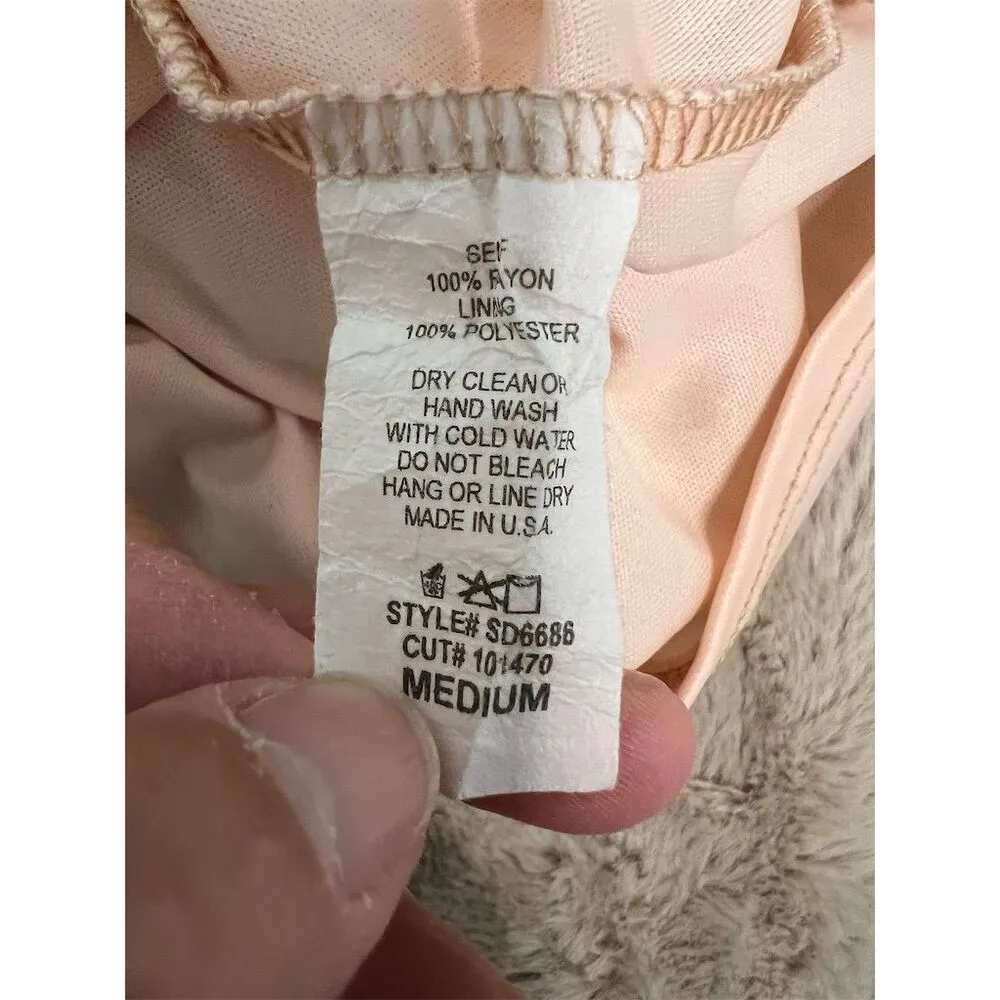 SELF
100% RAYON
LINING
100% POLYESTER
DRY CLEAN OR
HAND WASH
WITH COLD WATER
DO NOT BLEACH
HANG OR LINE DRY
MADE IN U.S.A.
STYLE# SD6686
CUT# 101470
MEDIUM